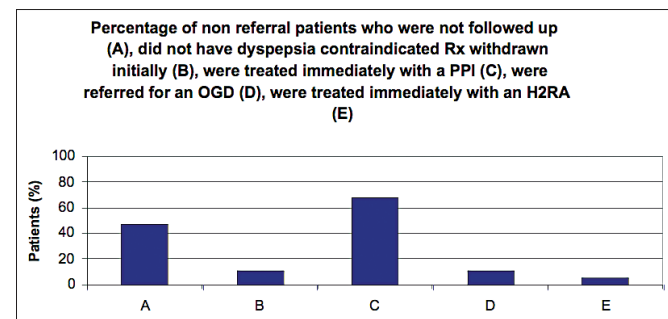 Percentage of non referral patients who were not followed up
(A), did not have dyspepsia contraindicated Rx withdrawn
initially (B), were treated immediately with a PPI (C), were
referred for an OGD (D), were treated immediately with an H2RA
(E)
Patients (%)
100
80
60
40
20
0
A B C D E